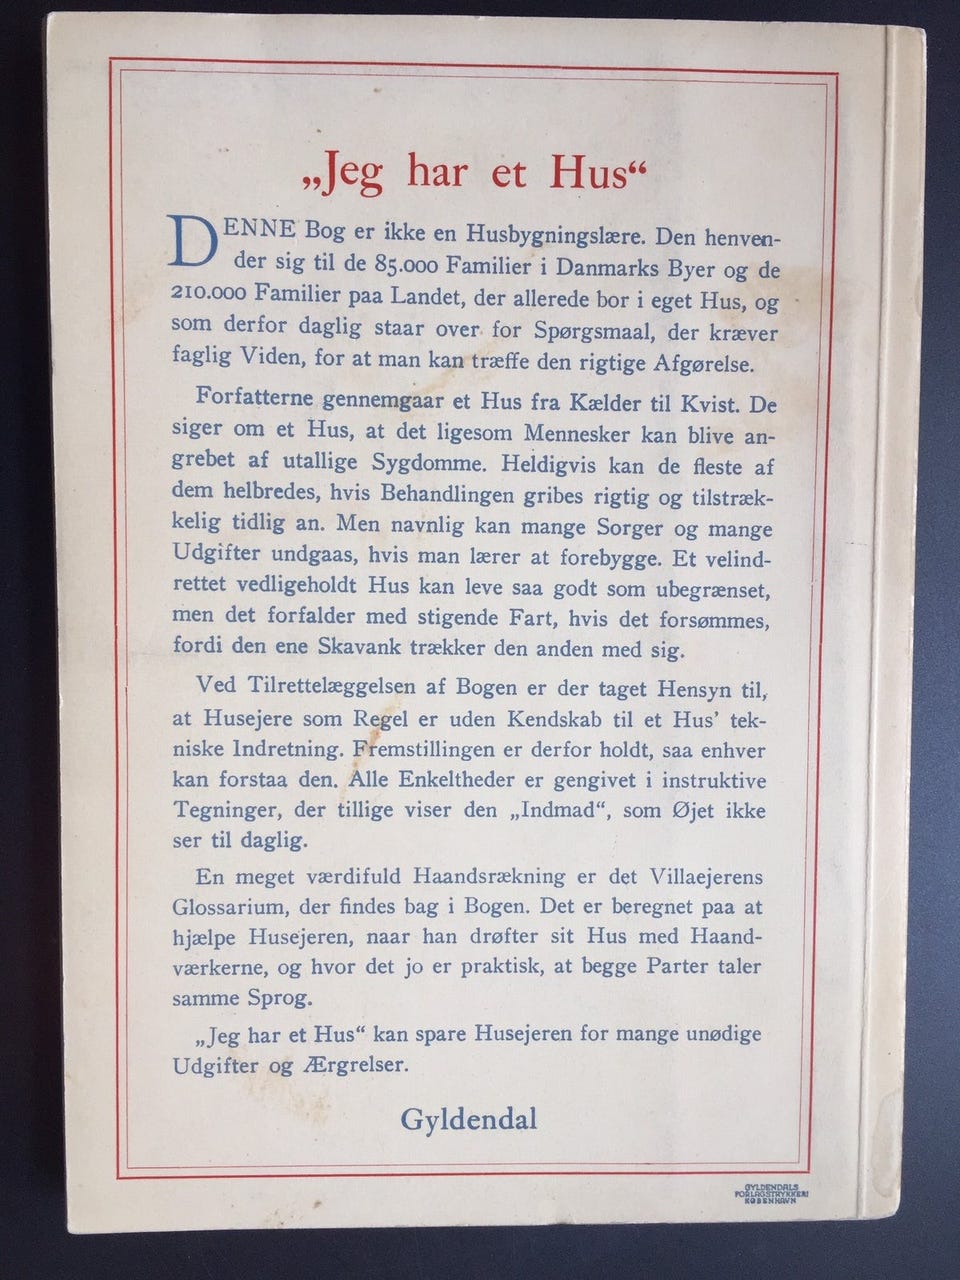 „Jeg har et Hus“
DENNE Bog er ikke en Husbygningslære. Den henven-
der sig til de 85.000 Familier i Danmarks Byer og de
210.000 Familier paa Landet, der allerede bor i eget Hus, og
som derfor daglig staar over for Spørgsmaal, der kræver
faglig Viden, for at man kan træffe den rigtige Afgørelse.
Forfatterne gennemgaar et Hus fra Kælder til Kvist. De
siger om et Hus, at det ligesom Mennesker kan blive an-
grebet af utallige Sygdomme. Heldigvis kan de fleste af
dem helbredes, hvis Behandlingen gribes rigtig og tilstræk-
kelig tidlig an. Men navnlig kan mange Sorger og mange
Udgifter undgaas, hvis man lærer at forebygge. Et velind-
rettet vedligeholdt Hus kan leve saa godt som ubegrænset,
men det forfalder med stigende Fart, hvis det forsømmes,
fordi den ene Skavank trækker den anden med sig.
Ved Tilrettelæggelsen af Bogen er der taget Hensyn til,
at Husejere som Regel er uden Kendskab til et Hus’ tek-
niske Indretning. Fremstillingen er derfor holdt, saa enhver
kan forstaa den. Alle Enkeltheder er gengivet i instruktive
Tegninger, der tillige viser den „Indmad“, som Øjet ikke
ser til daglig.
En meget værdifuld Haandsrækning er det Villaejerens
Glossarium, der findes bag i Bogen. Det er beregnet paa at
hjælpe Husejeren, naar han drøfter sit Hus med Haand-
værkerne, og hvor det jo er praktisk, at begge Parter taler
samme Sprog.
„Jeg har et Hus“ kan spare Husejeren for mange unødige
Udgifter og Ærgrelser.
Gyldendal
GYLDENDALS
FORLAGSTRYKKERI
KØBENHAVN